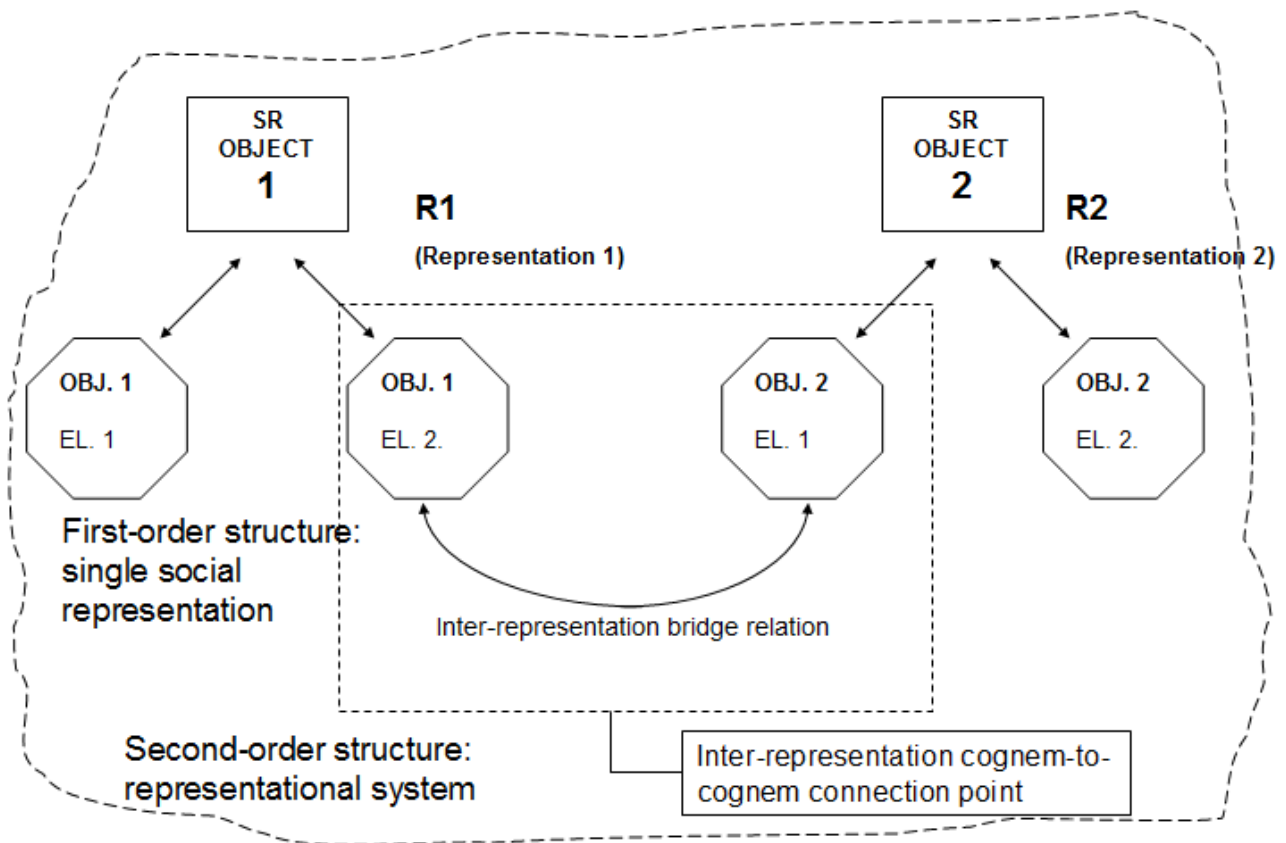 SR
OBJECT
1
R1
(Representation 1)
SR
OBJECT
2
R2
(Representation 2)
OBJ. 1
EL. 1
OBJ. 1
EL. 2.
OBJ. 2
EL. 1
OBJ. 2
EL. 2.
First-order structure:
single social
representation
Inter-representation bridge relation
Second-order structure:
representational system
Inter-representation cognem-to-
cognem connection point